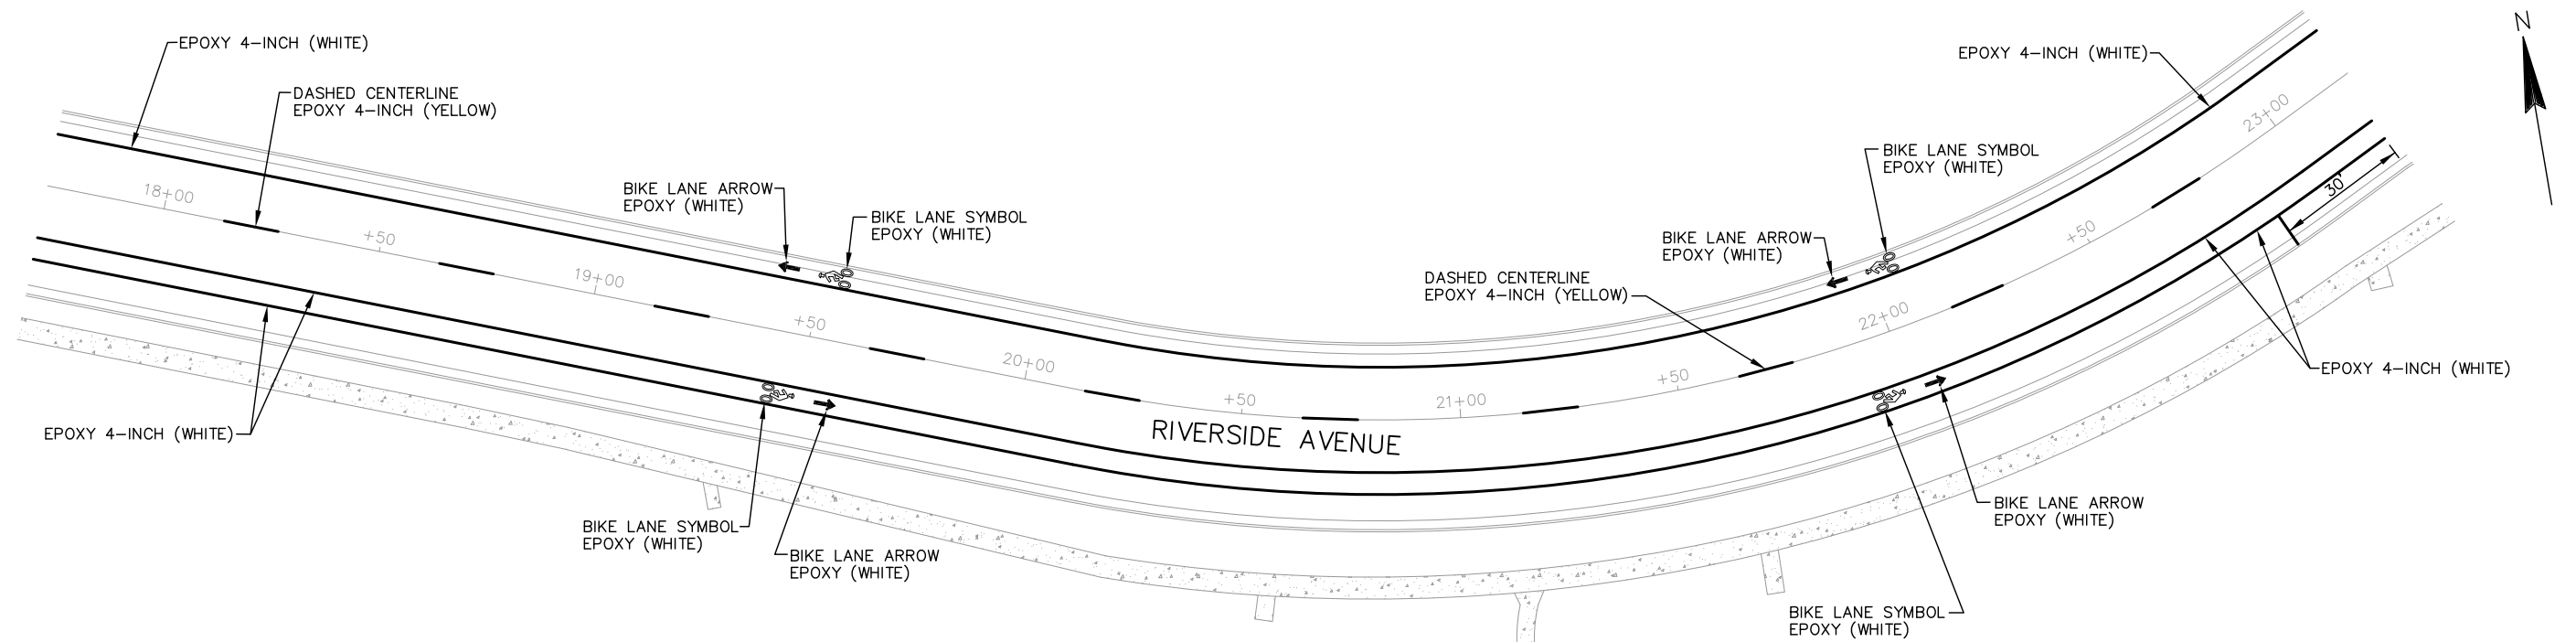 EPOXY 4-INCH (WHITE)
DASHED CENTERLINE
EPOXY 4-INCH (YELLOW)
BIKE LANE ARROW
EPOXY (WHITE)
BIKE LANE SYMBOL
EPOXY (WHITE)
EPOXY 4-INCH (WHITE)
BIKE LANE SYMBOL
EPOXY (WHITE)
BIKE LANE ARROW
EPOXY (WHITE)
DASHED CENTERLINE
EPOXY 4-INCH (YELLOW)
N
30'
18+00
+50
19+00
+50
20+00
+50
21+00
+50
22+00
+50
23+00
RIVERSIDE AVENUE
EPOXY 4-INCH (WHITE)
EPOXY 4-INCH (WHITE)
BIKE LANE SYMBOL
EPOXY (WHITE)
BIKE LANE ARROW
EPOXY (WHITE)
BIKE LANE ARROW
EPOXY (WHITE)
BIKE LANE SYMBOL
EPOXY (WHITE)